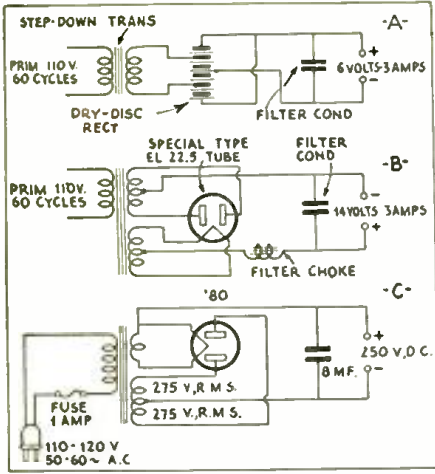 STEP-DOWN TRANS
-A-
PRIM 110 V.
60 CYCLES
+
6 VOLTS-3 AMPS
-
DRY-DISC
RECT
FILTER COND
SPECIAL TYPE
EL 22.5, TUBE
FILTER
COND
-B-
PRIM 110V.
60 CYCLES
-
14 VOLTS 3 AMPS
+
FILTER CHOKE
'80
-C-
+
250 V, D.C.
-
8 MF.
275 V, R.M S.
275 V, R.M S.
FUSE
1 AMP
110-120 V
50-60~ A.C